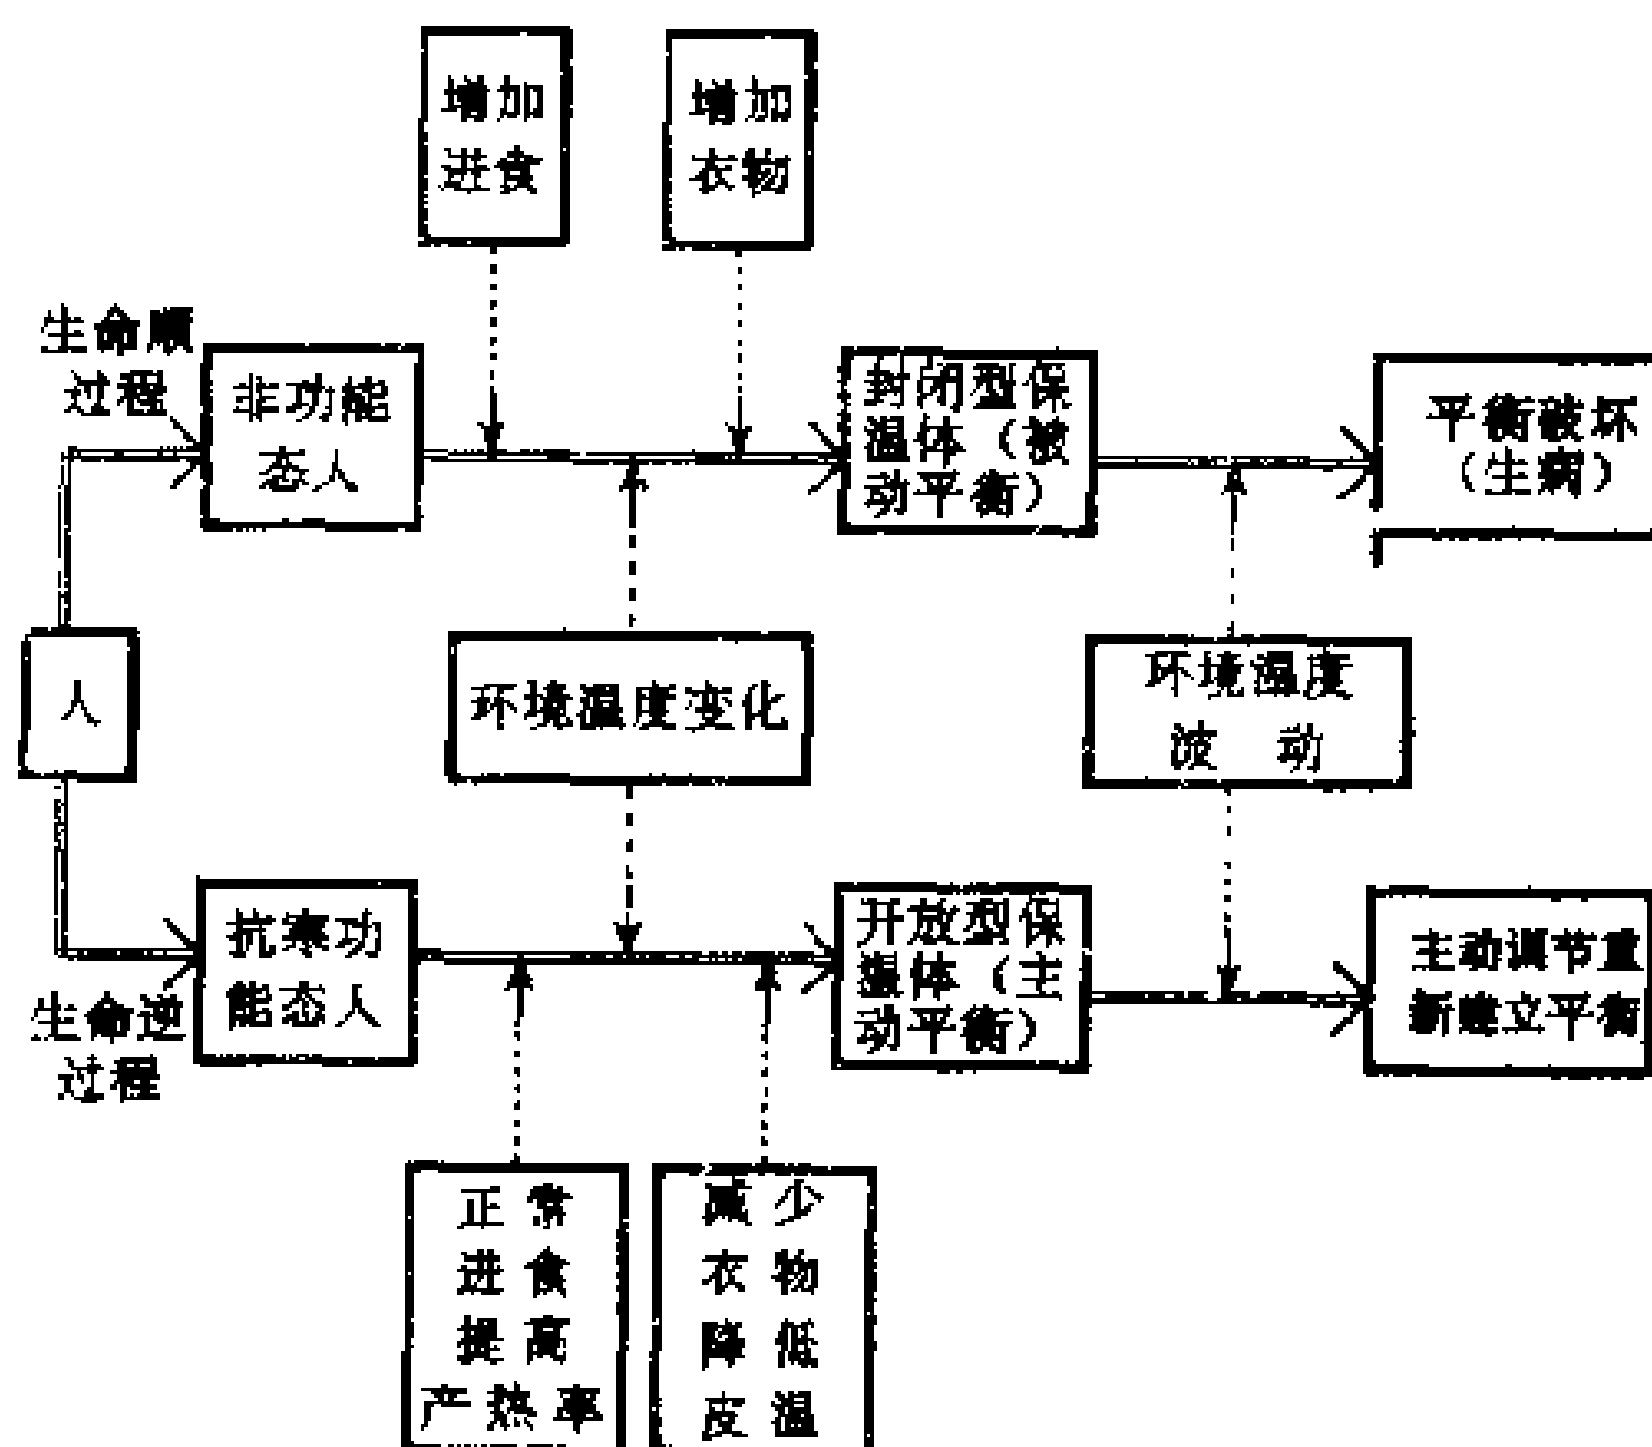 增加
进食
增加
衣物
生命顺
过程
非功能
态人
封闭型保
温体（被
动平衡）
平衡破坏
（生病）
人
环境温度变化
环境温度
波 动
抗寒功
能态人
生命逆
过程
开放型保
温体（主
动平衡）
主动调节重
新建立平衡
正常
进食
提高
产热率
减少
衣物
降低
皮温